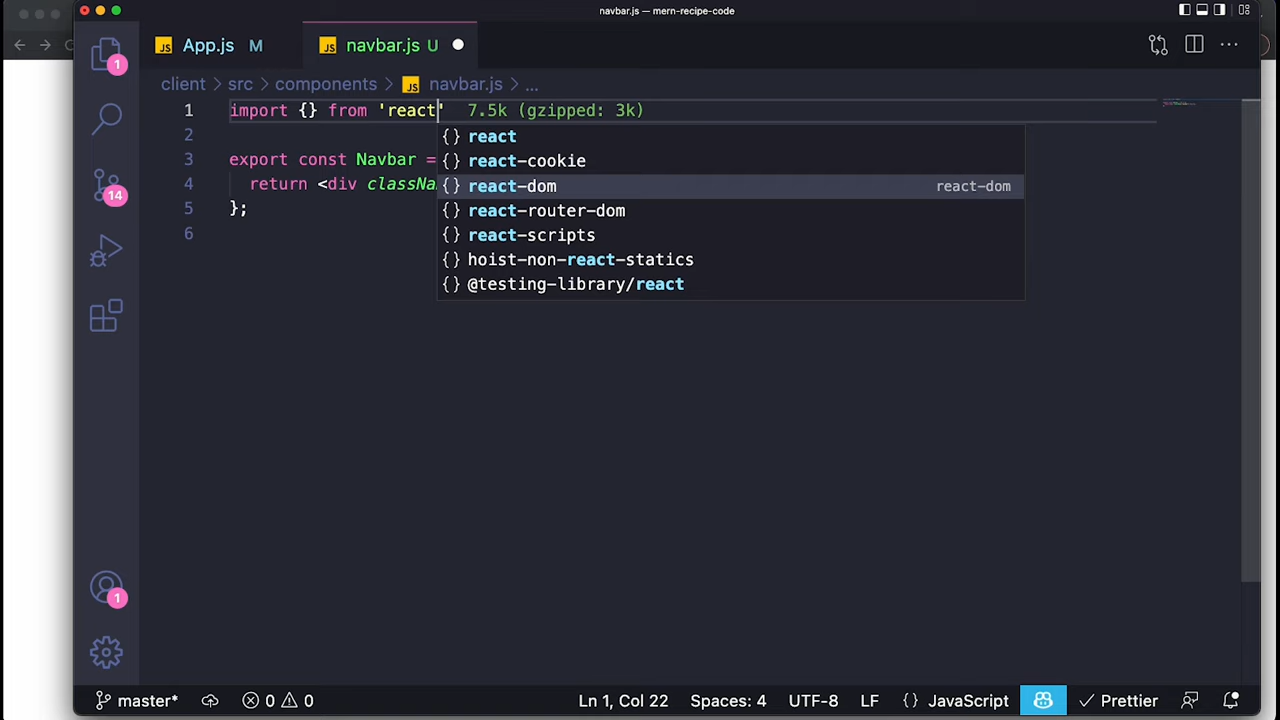 navbar.js — mern-recipe-code
JS App.js M
JS navbar.js U
client > src > components > JS navbar.js > ...
1
1 import {} from 'react' 7.5k (gzipped: 3k)
2
3 export const Navbar =
4 return <div classNa
5 };
6
{} react
{} react-cookie
{} react-dom react-dom
{} react-router-dom
{} react-scripts
{} hoist-non-react-statics
{} @testing-library/react
14
1
master* 0 0 Ln 1, Col 22 Spaces: 4 UTF-8 LF {} JavaScript Prettier